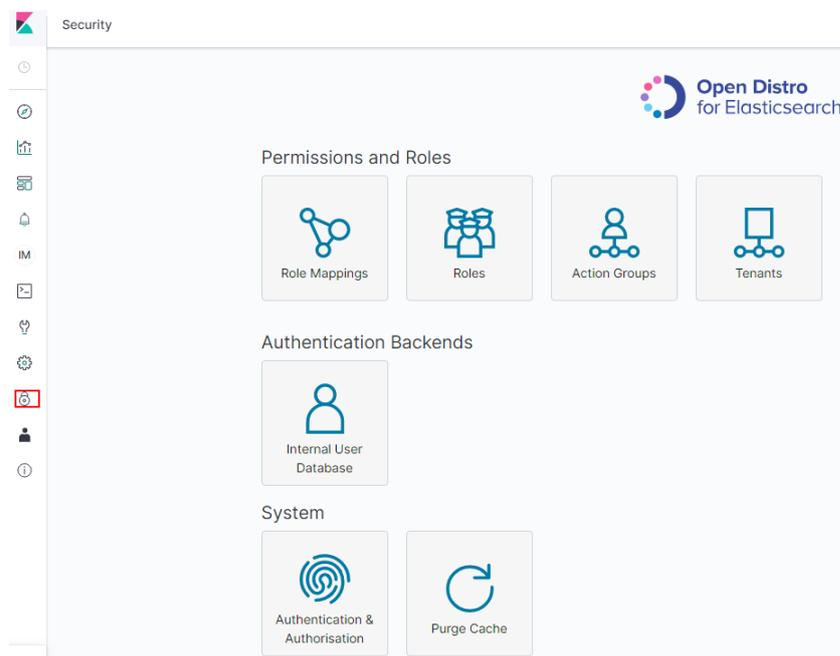 Security
Open Distro
for Elasticsearch
Permissions and Roles
Role Mappings
Roles
Action Groups
Tenants
IM
Authentication Backends
Internal User
Database
System
Authentication &
Authorisation
Purge Cache